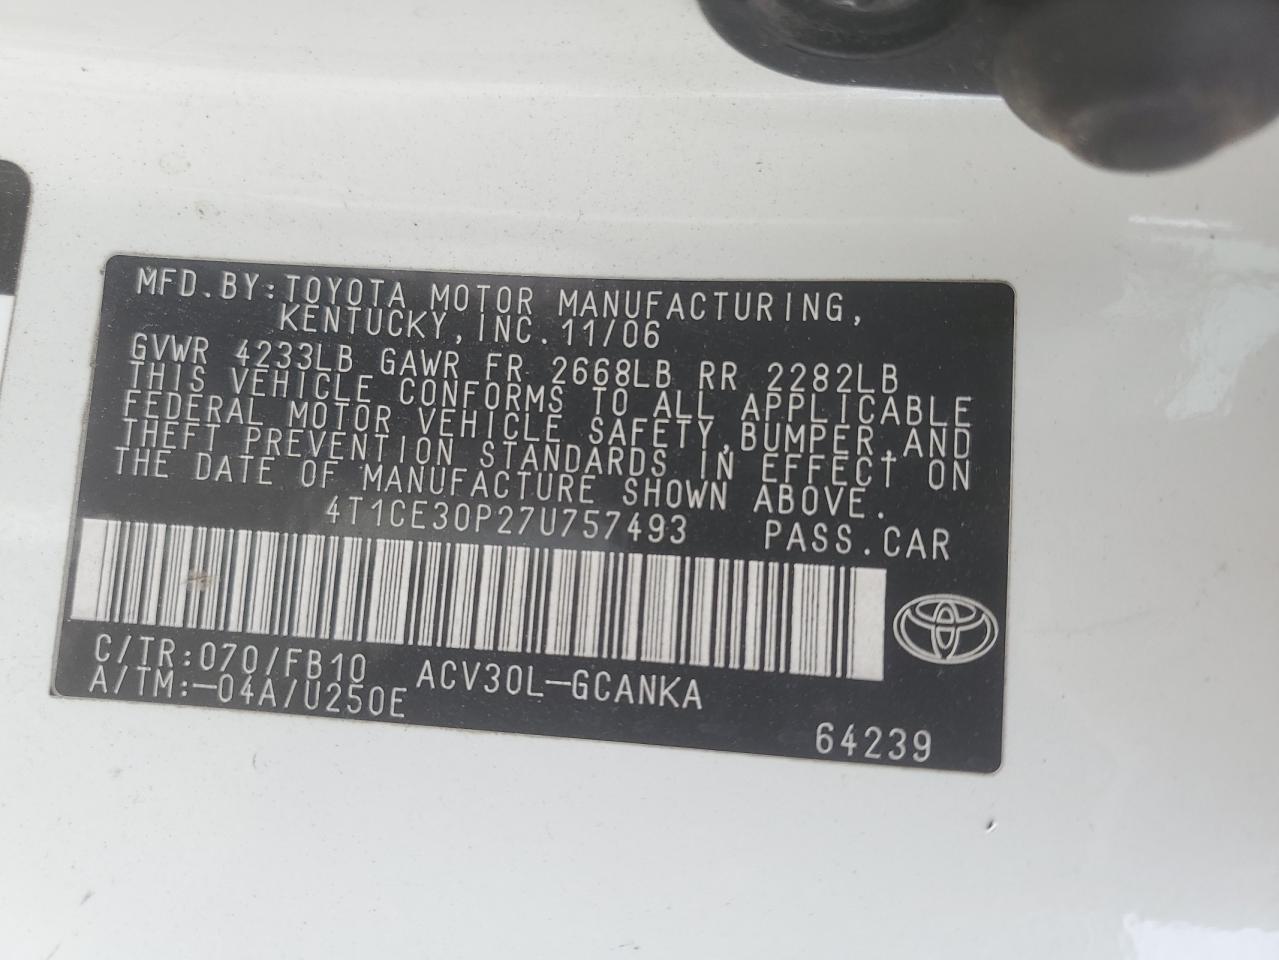 MFD.BY:TOYOTA MOTOR MANUFACTURING,
KENTUCKY,INC.11/06
GVWR 4233LB GAWR FR 2668LB RR 2282LB
THIS VEHICLE CONFORMS TO ALL APPLICABLE
FEDERAL MOTOR VEHICLE SAFETY,BUMPER,AND
THEFT PREVENTION STANDARDS IN EFFECT ON
THE DATE OF MANUFACTURE SHOWN ABOVE.
4T1CE30P27U757493 PASS.CAR
C/TR:070/FB10 ACV30L-GCANKA
A/TM:-04A/U250E
64239